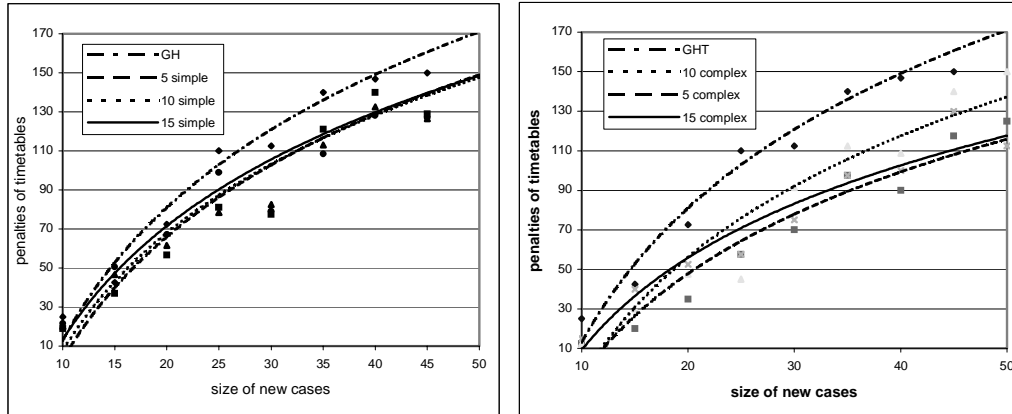 170
150
130
110
90
70
50
30
10
penalties of timetables
GH
5 simple
10 simple
15 simple
10 15 20 25 30 35 40 45 50
size of new cases
170
150
130
110
90
70
50
30
10
penalties of timetables
GHT
10 complex
5 complex
15 complex
10 20 30 40 50
size of new cases